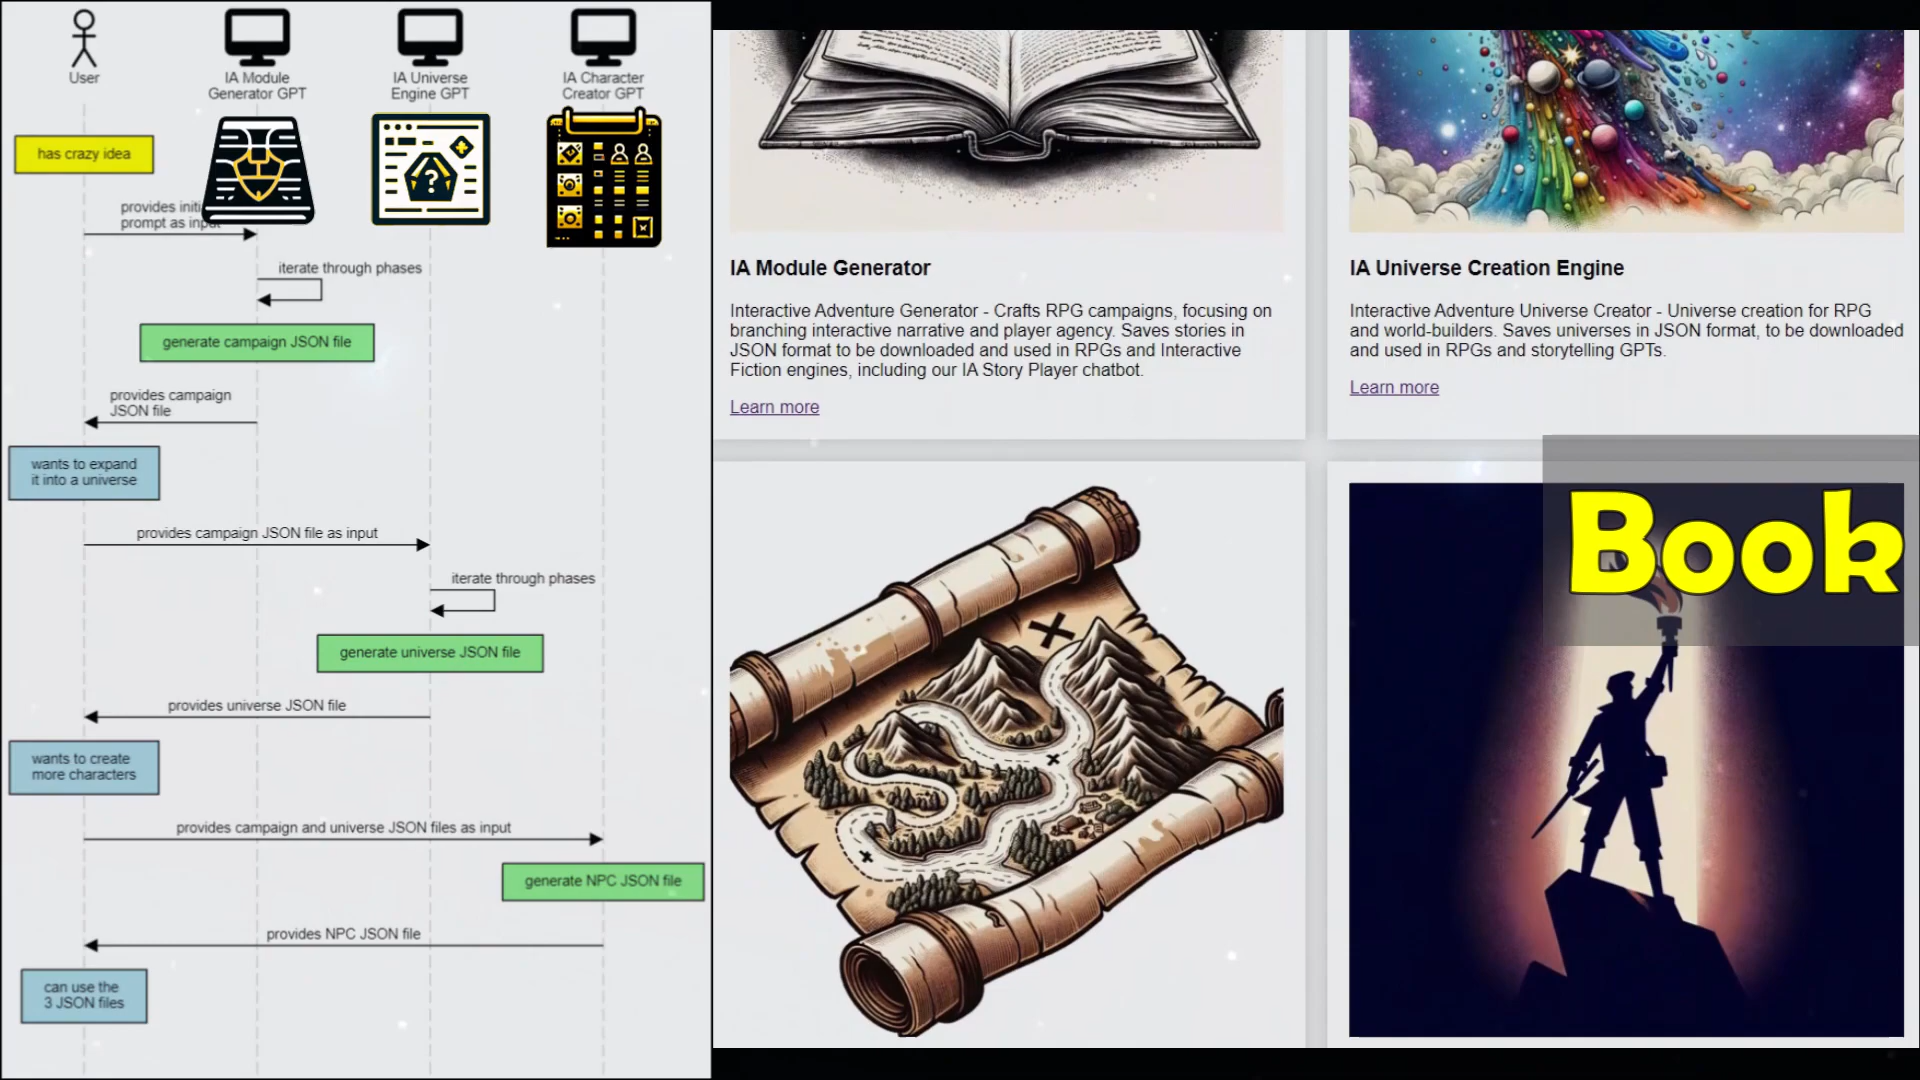 User
IA Module
Generator GPT
IA Universe
Engine GPT
IA Character
Creator GPT
has crazy idea
provides
prompt as input
iterate through phases
generate campaign JSON file
provides campaign
JSON file
wants to expand
it into a universe
provides campaign JSON file as input
iterate through phases
generate universe JSON file
provides universe JSON file
wants to create
more characters
provides campaign and universe JSON files as input
generate NPC JSON file
provides NPC JSON file
can use the
3 JSON files
?
IA Module Generator
Interactive Adventure Generator - Crafts RPG campaigns, focusing on
branching interactive narrative and player agency. Saves stories in
JSON format to be downloaded and used in RPGs and Interactive
Fiction engines, including our IA Story Player chatbot.
Learn more
IA Universe Creation Engine
Interactive Adventure Universe Creator - Universe creation for RPG
and world-builders. Saves universes in JSON format, to be downloaded
and used in RPGs and storytelling GPTs.
Learn more
Book